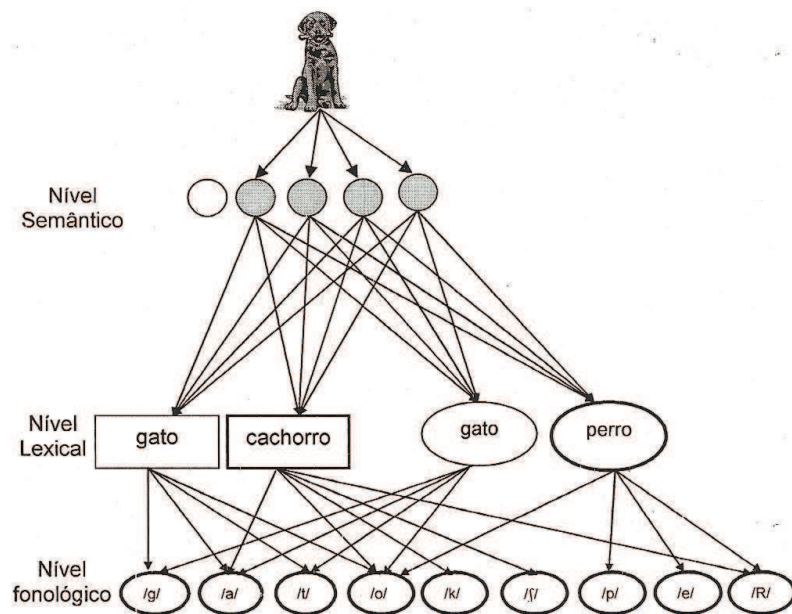 Nível
Semântico
Nível
Lexical
gato
cachorro
gato
perro
Nível
fonológico
/g/
/a/
/t/
/o/
/k/
/ʃ/
/p/
/e/
/R/